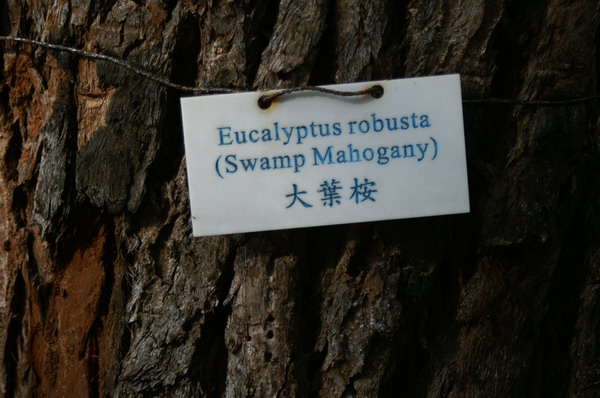 Eucalyptus robusta
(Swamp Mahogany)
大葉桉